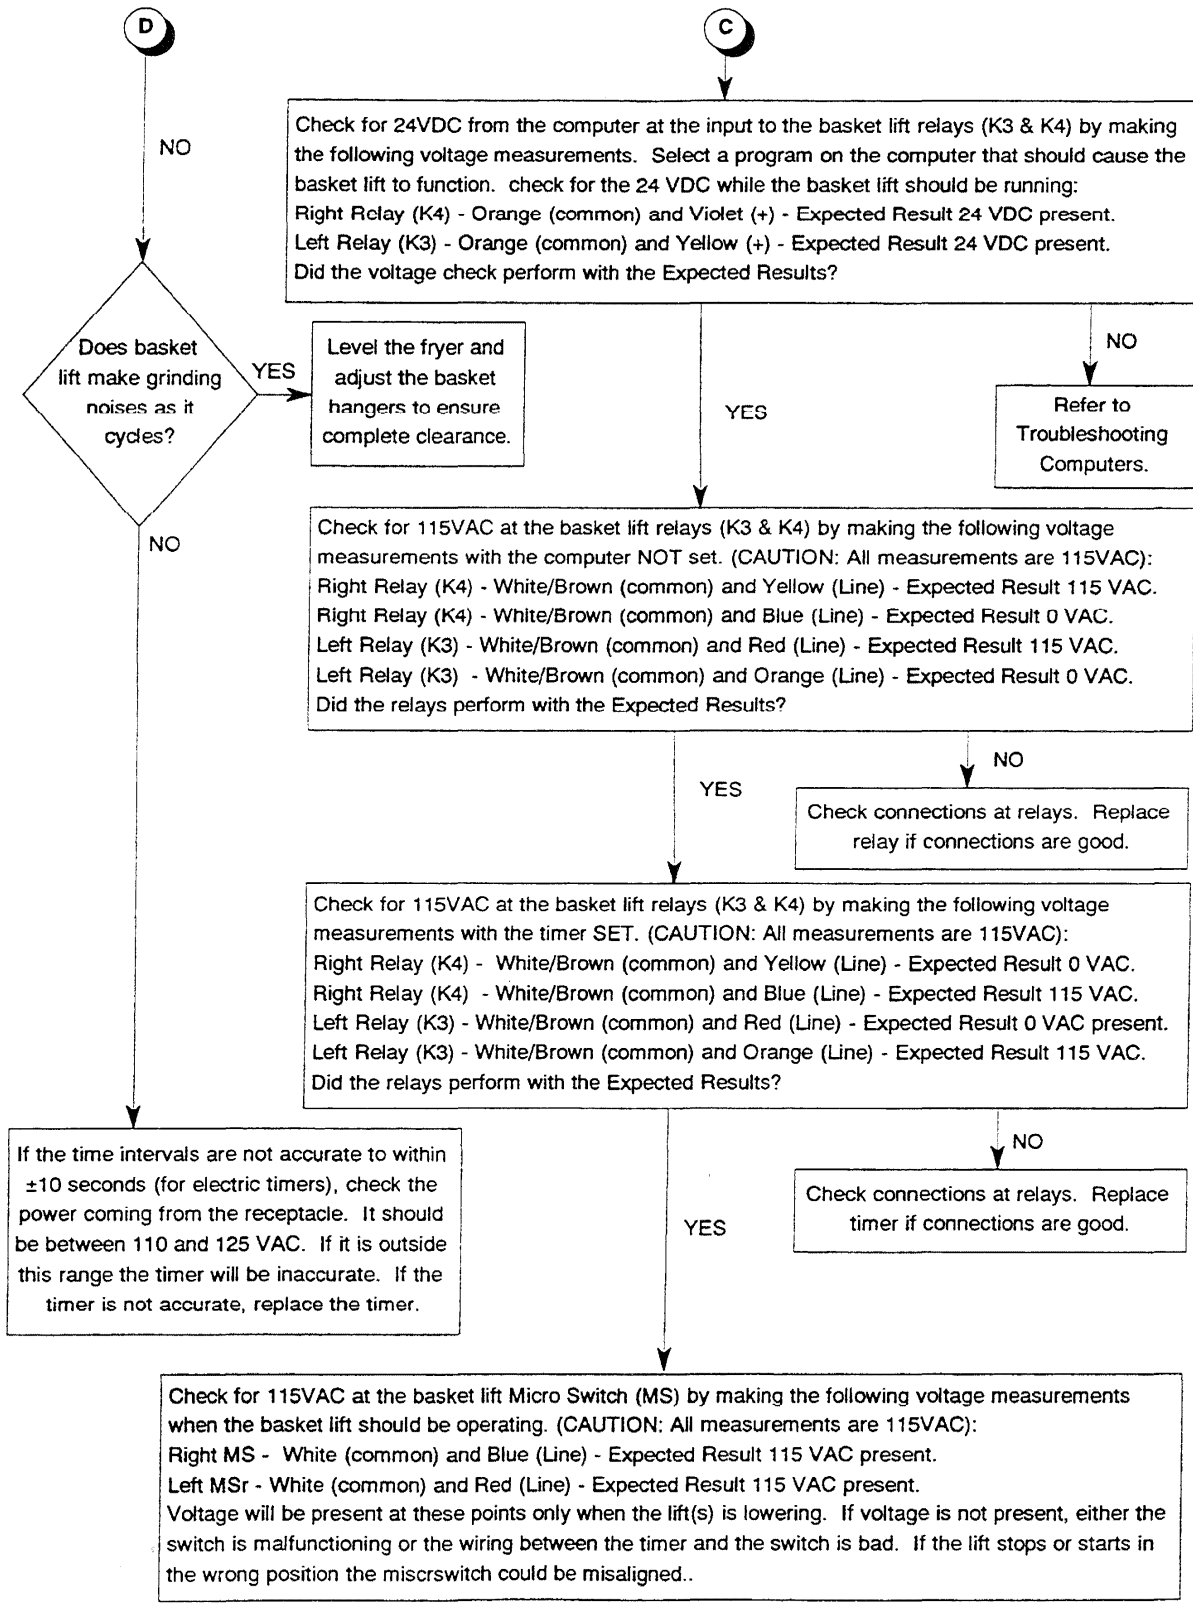 D
NO
Does basket
lift make grinding
noises as it
cycles?
YES
Level the fryer and
adjust the basket
hangers to ensure
complete clearance.
NO
If the time intervals are not accurate to within
±10 seconds (for electric timers), check the
power coming from the receptacle. It should
be between 110 and 125 VAC. If it is outside
this range the timer will be inaccurate. If the
timer is not accurate, replace the timer.
C
Check for 24VDC from the computer at the input to the basket lift relays (K3 & K4) by making
the following voltage measurements. Select a program on the computer that should cause the
basket lift to function. check for the 24 VDC while the basket lift should be running:
Right Relay (K4) - Orange (common) and Violet (+) - Expected Result 24 VDC present.
Left Relay (K3) - Orange (common) and Yellow (+) - Expected Result 24 VDC present.
Did the voltage check perform with the Expected Results?
NO
Refer to
Troubleshooting
Computers.
YES
Check for 115VAC at the basket lift relays (K3 & K4) by making the following voltage
measurements with the computer NOT set. (CAUTION: All measurements are 115VAC):
Right Relay (K4) - White/Brown (common) and Yellow (Line) - Expected Result 115 VAC.
Right Relay (K4) - White/Brown (common) and Blue (Line) - Expected Result 0 VAC.
Left Relay (K3) - White/Brown (common) and Red (Line) - Expected Result 115 VAC.
Left Relay (K3) - White/Brown (common) and Orange (Line) - Expected Result 0 VAC.
Did the relays perform with the Expected Results?
NO
Check connections at relays. Replace
relay if connections are good.
YES
Check for 115VAC at the basket lift relays (K3 & K4) by making the following voltage
measurements with the timer SET. (CAUTION: All measurements are 115VAC):
Right Relay (K4) - White/Brown (common) and Yellow (Line) - Expected Result 0 VAC.
Right Relay (K4) - White/Brown (common) and Blue (Line) - Expected Result 115 VAC.
Left Relay (K3) - White/Brown (common) and Red (Line) - Expected Result 0 VAC present.
Left Relay (K3) - White/Brown (common) and Orange (Line) - Expected Result 115 VAC.
Did the relays perform with the Expected Results?
NO
Check connections at relays. Replace
timer if connections are good.
YES
Check for 115VAC at the basket lift Micro Switch (MS) by making the following voltage measurements
when the basket lift should be operating. (CAUTION: All measurements are 115VAC):
Right MS - White (common) and Blue (Line) - Expected Result 115 VAC present.
Left MSr - White (common) and Red (Line) - Expected Result 115 VAC present.
Voltage will be present at these points only when the lift(s) is lowering. If voltage is not present, either the
switch is malfunctioning or the wiring between the timer and the switch is bad. If the lift stops or starts in
the wrong position the miscrswitch could be misaligned..